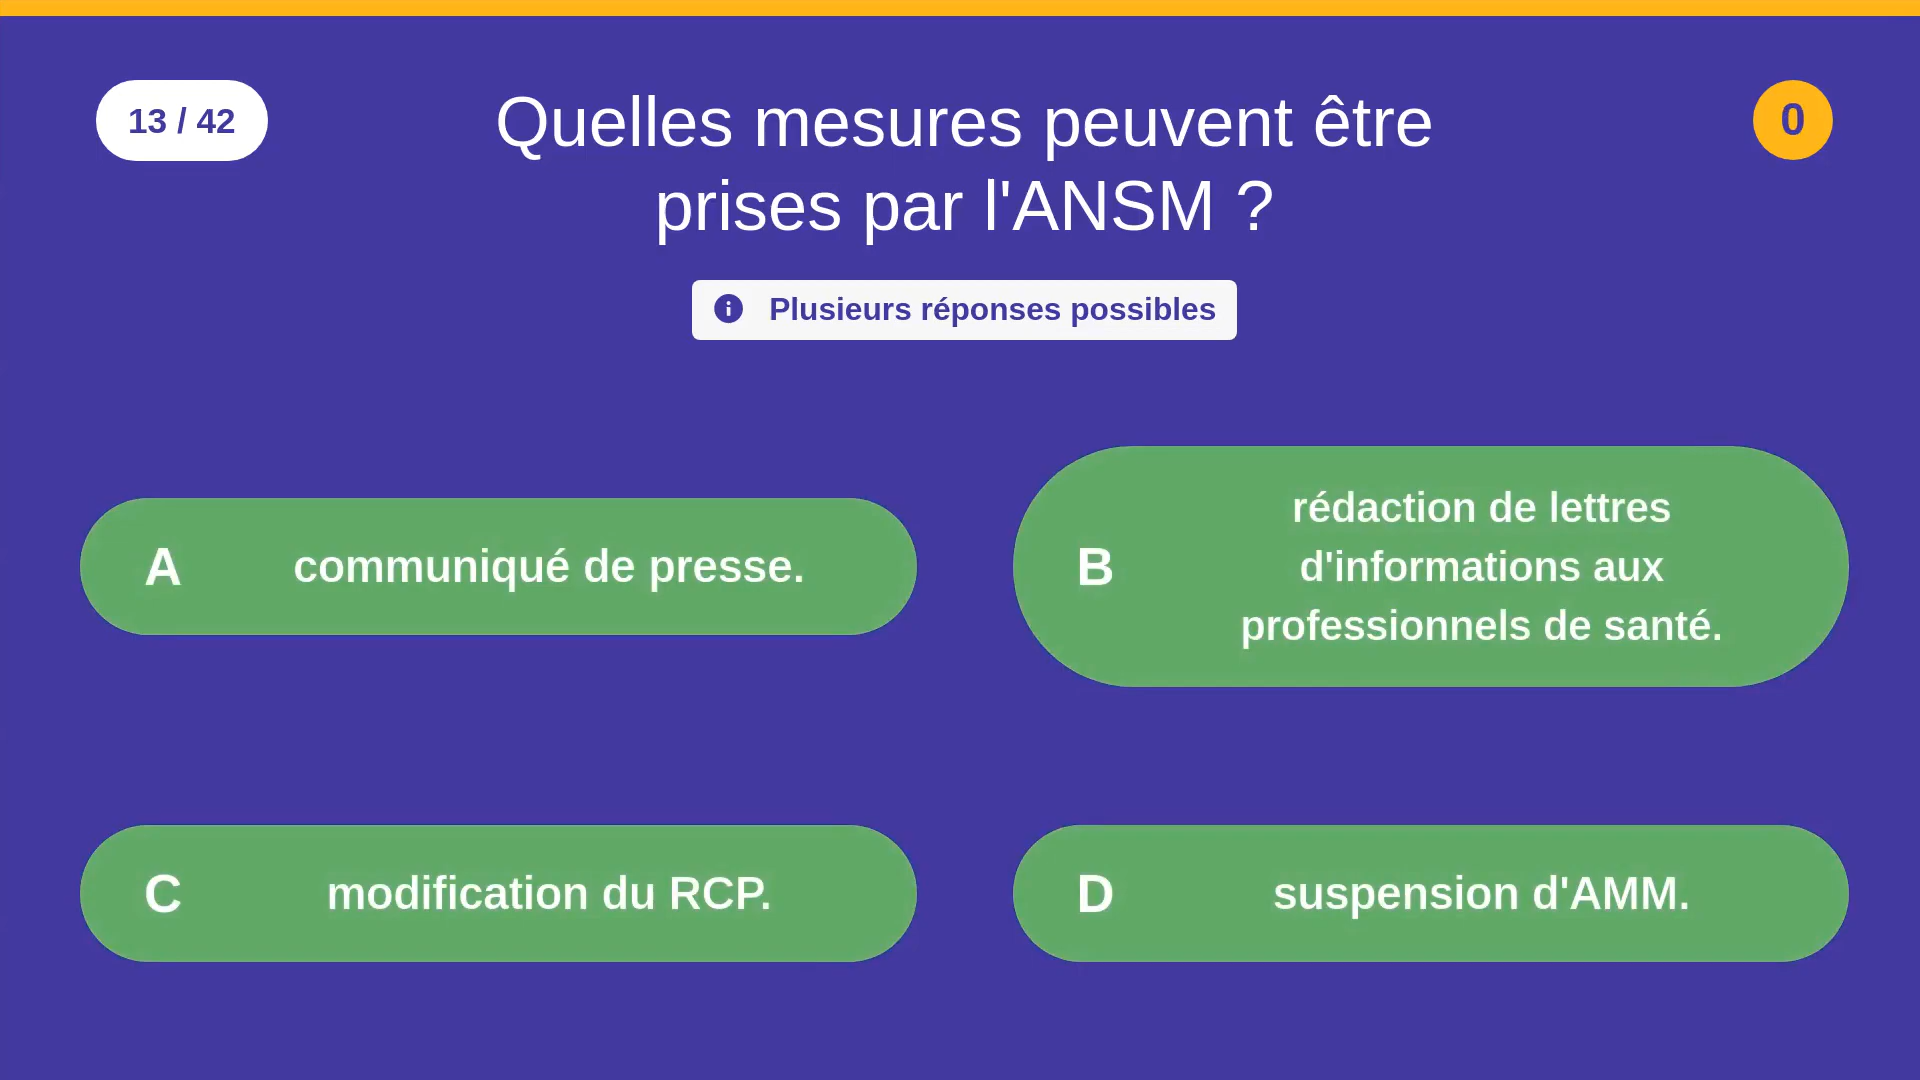 13 / 42
Quelles mesures peuvent être
prises par l'ANSM ?
0
Plusieurs réponses possibles
A
communiqué de presse.
B
rédaction de lettres
d'informations aux
professionnels de santé.
C
modification du RCP.
D
suspension d'AMM.